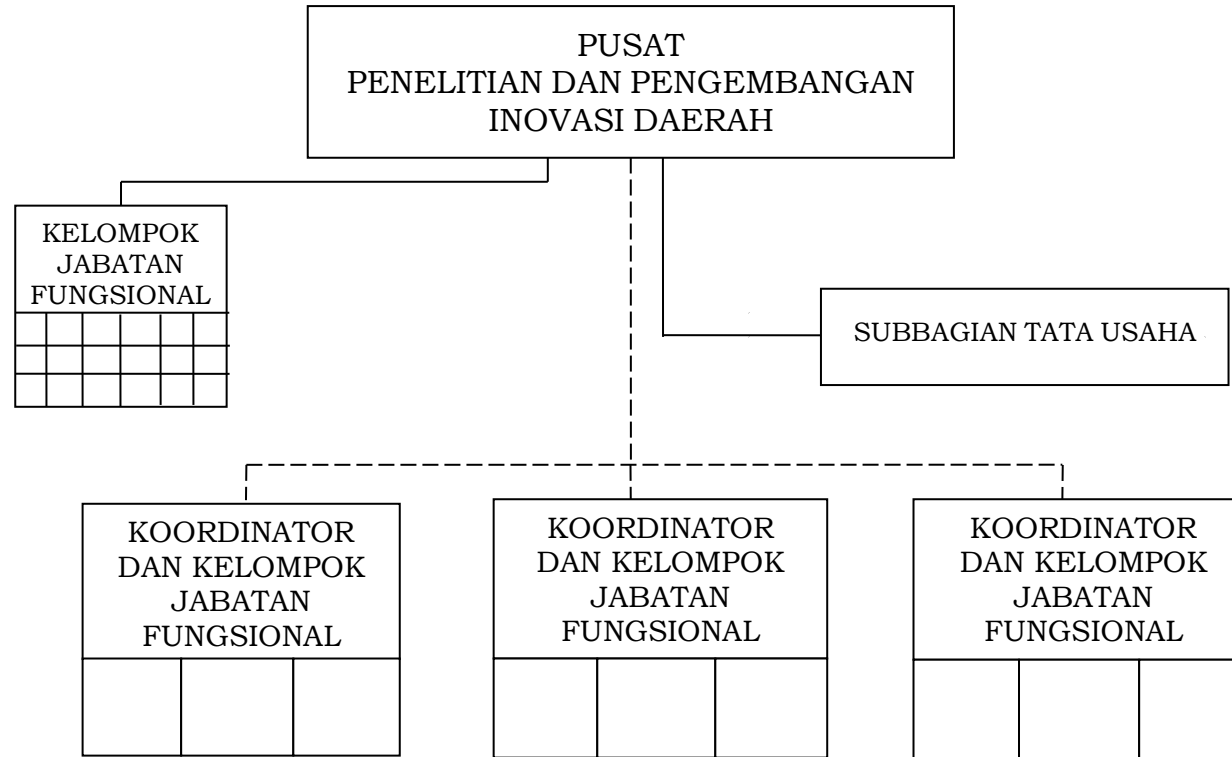 PUSAT
PENELITIAN DAN PENGEMBANGAN
INOVASI DAERAH
KELOMPOK
JABATAN
FUNGSIONAL
SUBBAGIAN TATA USAHA
KOORDINATOR
DAN KELOMPOK
JABATAN
FUNGSIONAL
KOORDINATOR
DAN KELOMPOK
JABATAN
FUNGSIONAL
KOORDINATOR
DAN KELOMPOK
JABATAN
FUNGSIONAL